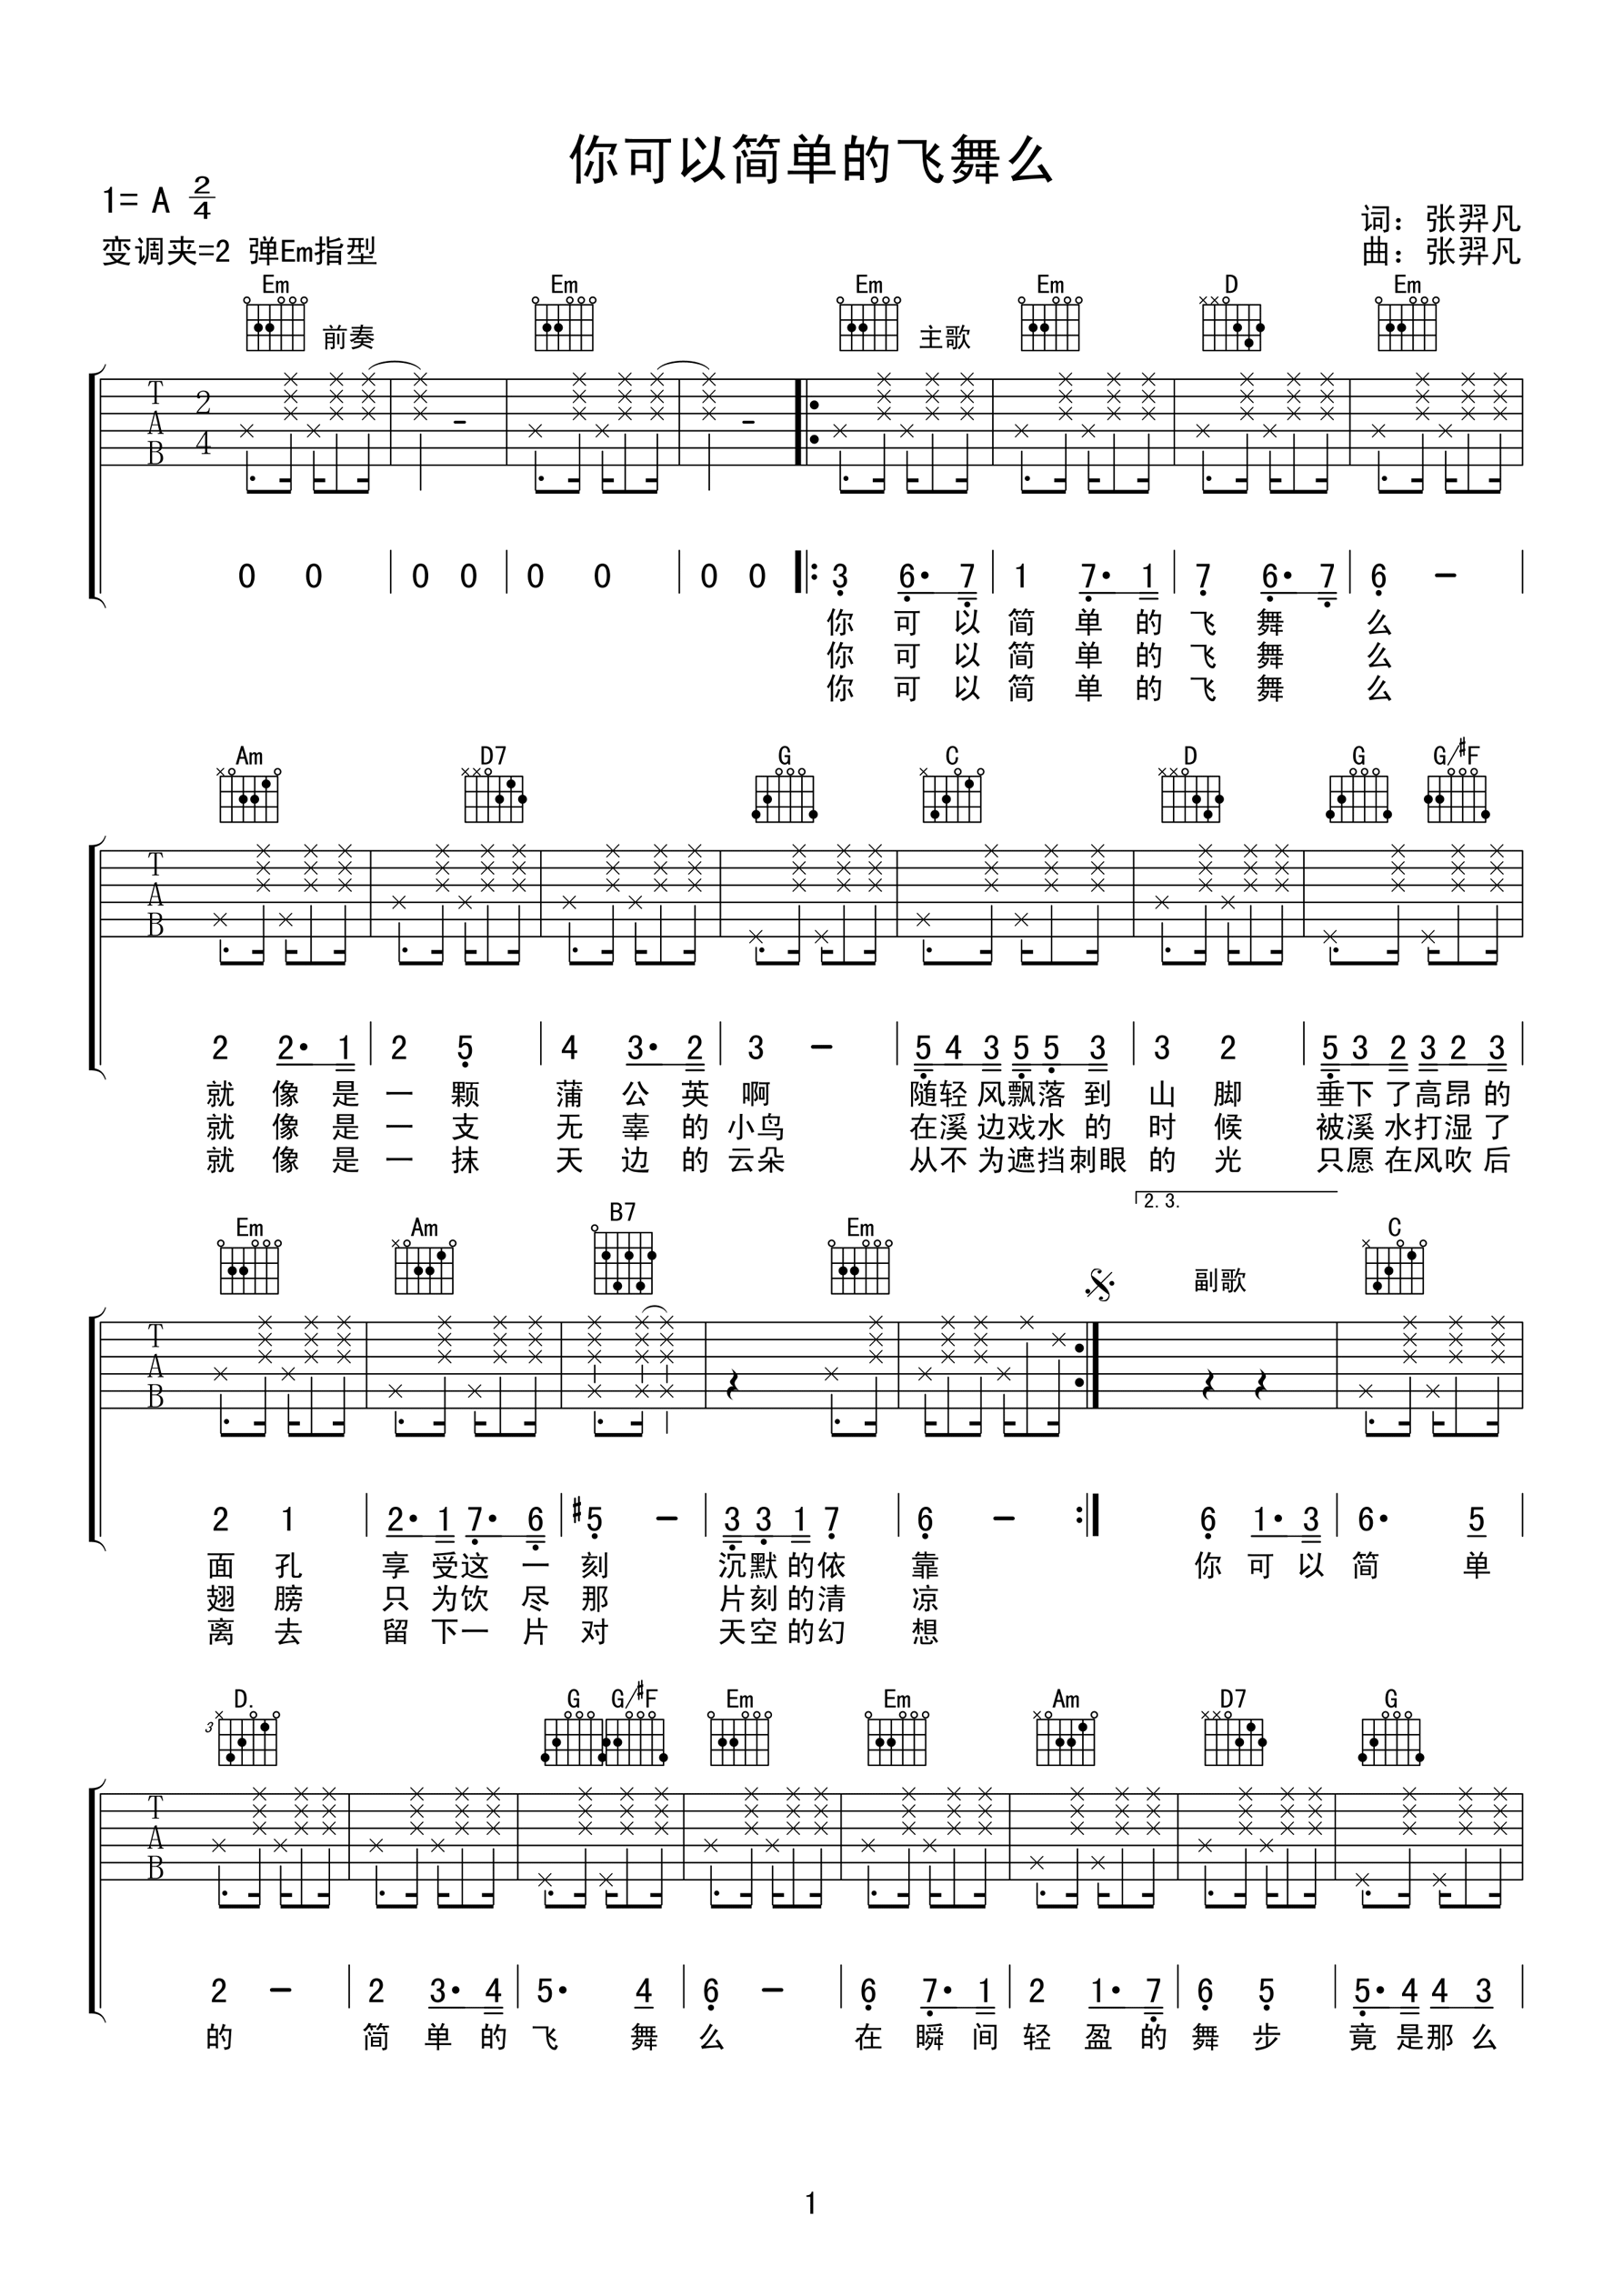 你可以简单的飞舞么
1= A 2/4
词：张羿凡
变调夹=2 弹Em指型
曲：张羿凡
Em Em Em Em D Em
前奏 主歌
T A B 2 4
0 0 0 0 0 0 0 0 3 6· 7 1 7· 1 7 6· 7 6 -
你 可 以 简 单 的 飞 舞 么
你 可 以 简 单 的 飞 舞 么
你 可 以 简 单 的 飞 舞 么
Am D7 G C D G G/#F
T A B
2 2· 1 2 5 4 3· 2 3 - 5 4 3 5 5 3 3 2 5 3 2 3 2 3
就 像 是 一 颗 蒲 公 英 啊 随 轻 风 飘 落 到 山 脚 垂 下 了 高 昂 的
就 像 是 一 支 无 辜 的 小 鸟 在 溪 边 戏 水 的 时 候 被 溪 水 打 湿 了
就 像 是 一 抹 天 边 的 云 朵 从 不 为 遮 挡 刺 眼 的 光 只 愿 在 风 吹 后
2. 3.
Em Am B7 Em C
副歌
T A B
2 1 2· 1 7· 6 #5 - 3 3· 1 7 6 - 6 1· 3 6· 5
面 孔 享 受 这 一 刻 沉 默 的 依 靠 你 可 以 简 单
翅 膀 只 为 饮 尽 那 片 刻 的 清 凉
离 去 留 下 一 片 对 天 空 的 幻 想
D. G G/#F Em Em Am D7 G
3
T A B
2 - 2 3· 4 5· 4 6 - 6 7· 1 2 1· 7 6 5 5· 4 4 3
的 简 单 的 飞 舞 么 在 瞬 间 轻 盈 的 舞 步 竟 是 那 么
1